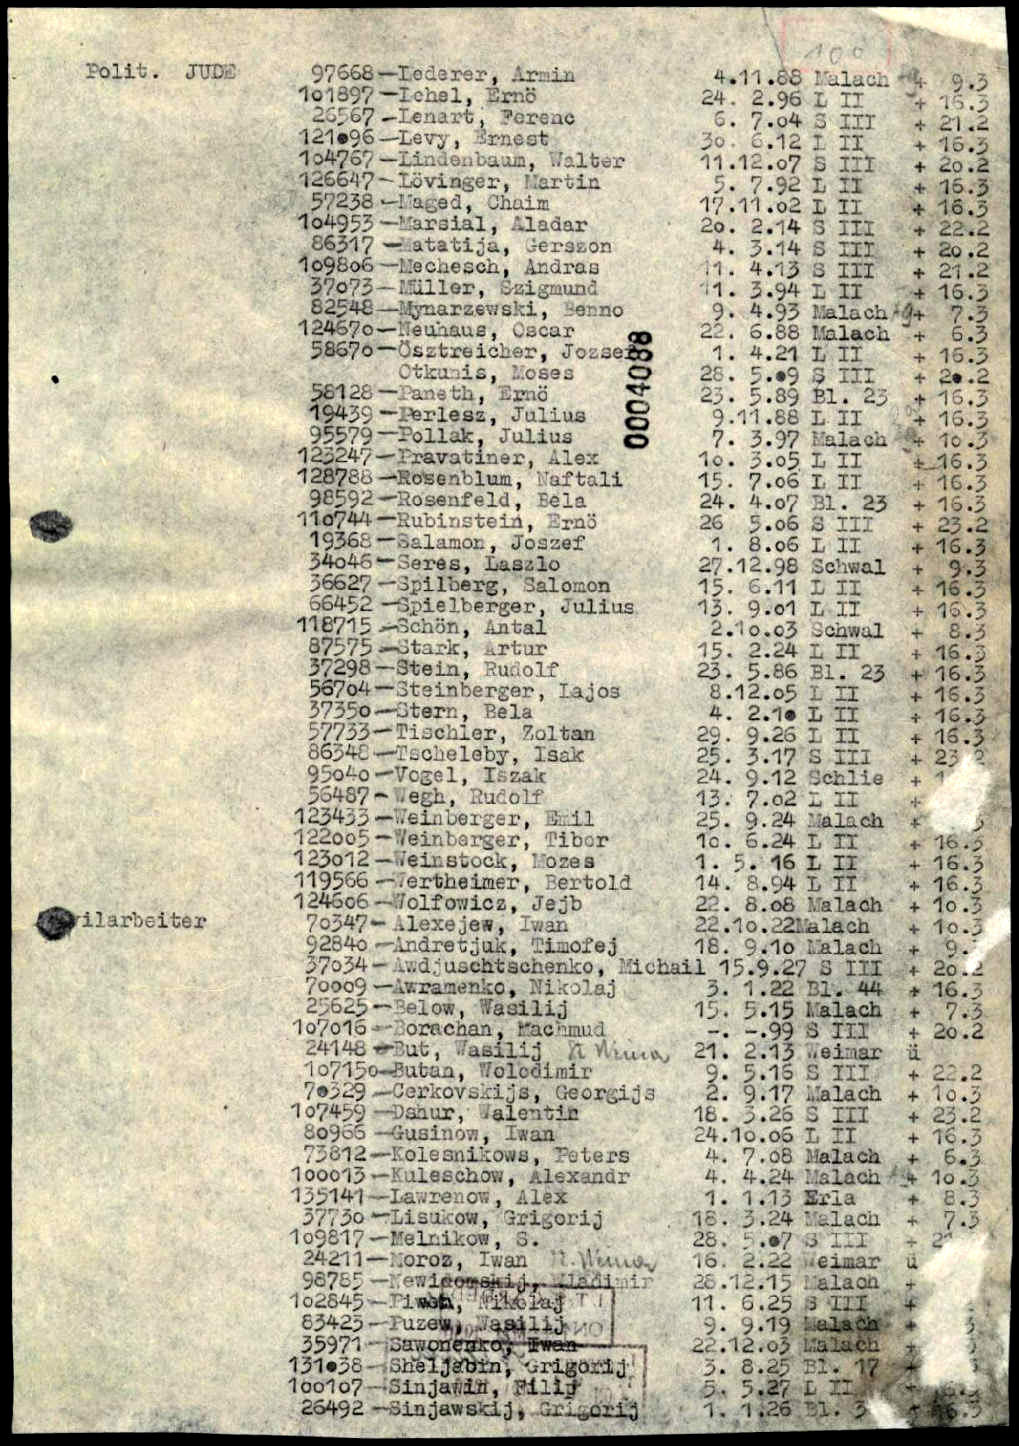 100
Polit. JUDE 97668-Lederer, Armin 4.11.88 Malach + 9.3
101897-Ichel, Ernö 24. 2.96 L II + 16.3
26567-Lenart, Ferenc 6. 7.04 S III + 21.2
121096-Levy, Ernest 30. 6.12 L II + 16.3
104767-Lindenbaum, Walter 11.12.07 S III + 20.2
126647-Lövinger, Martin 5. 7.92 L II + 16.3
57238-Maged, Chaim 17.11.02 L II + 16.3
104953-Marsial, Aladar 20. 2.14 S III + 22.2
86317-Matatija, Gerszon 4. 3.14 S III + 20.2
109806-Mechesch, Andras 11. 4.13 S III + 21.2
37073-Müller, Szigmund 11. 3.94 L II + 16.3
82548-Mynarzewski, Benno 9. 4.93 Malach + 7.3
124670-Neuhaus, Oscar 22. 6.88 Malach + 6.3
58670-Ösztreicher, Jozsef 1. 4.21 L II + 16.3
Otkunis, Moses 28. 5.09 S III + 20.2
58128-Paneth, Ernö 23. 5.89 Bl. 23 + 16.3
19439-Perlesz, Julius 9.11.88 L II + 16.3
95579-Pollak, Julius 7. 3.97 Malach + 10.3
123247-Pravatiner, Alex 10. 3.05 L II + 16.3
128788-Rosenblum, Naftali 15. 7.06 L II + 16.3
98592-Rosenfeld, Bela 24. 4.07 Bl. 23 + 16.3
110744-Rubinstein, Ernö 26 5.06 S III + 23.2
19368-Salamon, Joszef 1. 8.06 L II + 16.3
34046-Seres, Laszlo 27.12.98 Schwal + 9.3
36627-Spilberg, Salomon 15. 6.11 L II + 16.3
66452-Spielberger, Julius 13. 9.01 L II + 16.3
118715-Schön, Antal 2.10.03 Schwal + 8.3
87575-Stark, Artur 15. 2.24 L II + 16.3
37298-Stein, Rudolf 23. 5.86 Bl. 23 + 16.3
56704-Steinberger, Lajos 8.12.05 L II + 16.3
37350-Stern, Bela 4. 2.10 L II + 16.3
57733-Tischler, Zoltan 29. 9.26 L II + 16.3
86348-Tscheleby, Isak 25. 3.17 S III + 23.2
95040-Vogel, Iszak 24. 9.12 Schlie +
56487-Wegh, Rudolf 13. 7.02 L II +
123433-Weinberger, Emil 25. 9.24 Malach +
122005-Weinberger, Tibor 10. 6.24 L II + 16.3
123012-Weinstock, Mozes 1. 5. 16 L II + 16.3
119566-Wertheimer, Bertold 14. 8.94 L II + 16.3
124606-Wolfowicz, Jejb 22. 8.08 Malach + 10.3
ilarbeiter 70347-Alexejew, Iwan 22.10.22Malach + 10.3
92840-Andretjuk, Timofej 18. 9.10 Malach + 9.
37034-Awdjuschtschenko, Michail 15.9.27 S III + 20.2
70009-Awramenko, Nikolaj 3. 1.22 Bl. 44 + 16.3
25625-Below, Wasilij 15. 5.15 Malach + 7.3
107016-Borachan, Machmud -. -.99 S III + 20.2
24148-But, Wasilij 21. 2.13 Weimar ü
107150-Butan, Wolodimir 9. 5.16 S III + 22.2
70329-Cerkovskijs, Georgijs 2. 9.17 Malach + 10.3
107459-Dshur, Walentin 18. 3.26 S III + 23.2
80966-Gusinow, Iwan 24.10.06 L II + 16.3
73812-Kolesnikows, Peters 4. 7.08 Malach + 6.3
100013-Kuleschow, Alexandr 4. 4.24 Malach + 10.3
135141-Lawrenow, Alex 1. 1.13 Erla + 8.3
37730-Lisukow, Grigorij 18. 3.24 Malach + 7.3
109817-Melnikow, S. 28. 5.07 S III +
24211-Moroz, Iwan 16. 2.22 Weimar ü
98785-Newidomskij, Wladimir 28.12.15 Malach +
102845-Piwen, Nikolaj 11. 6.25 S III +
83423-Puzew, Wasilij 9. 9.19 Malach +
35971-Sawonenko, Iwan 22.12.03 Malach +
131038-Sheljabin, Grigorij 3. 8.25 Bl. 17 +
100107-Sinjawin, Filip 5. 5.27 L II +
26492-Sinjawskij, Grigorij 1. 1.26 Bl. 3 + 16.3
0004088